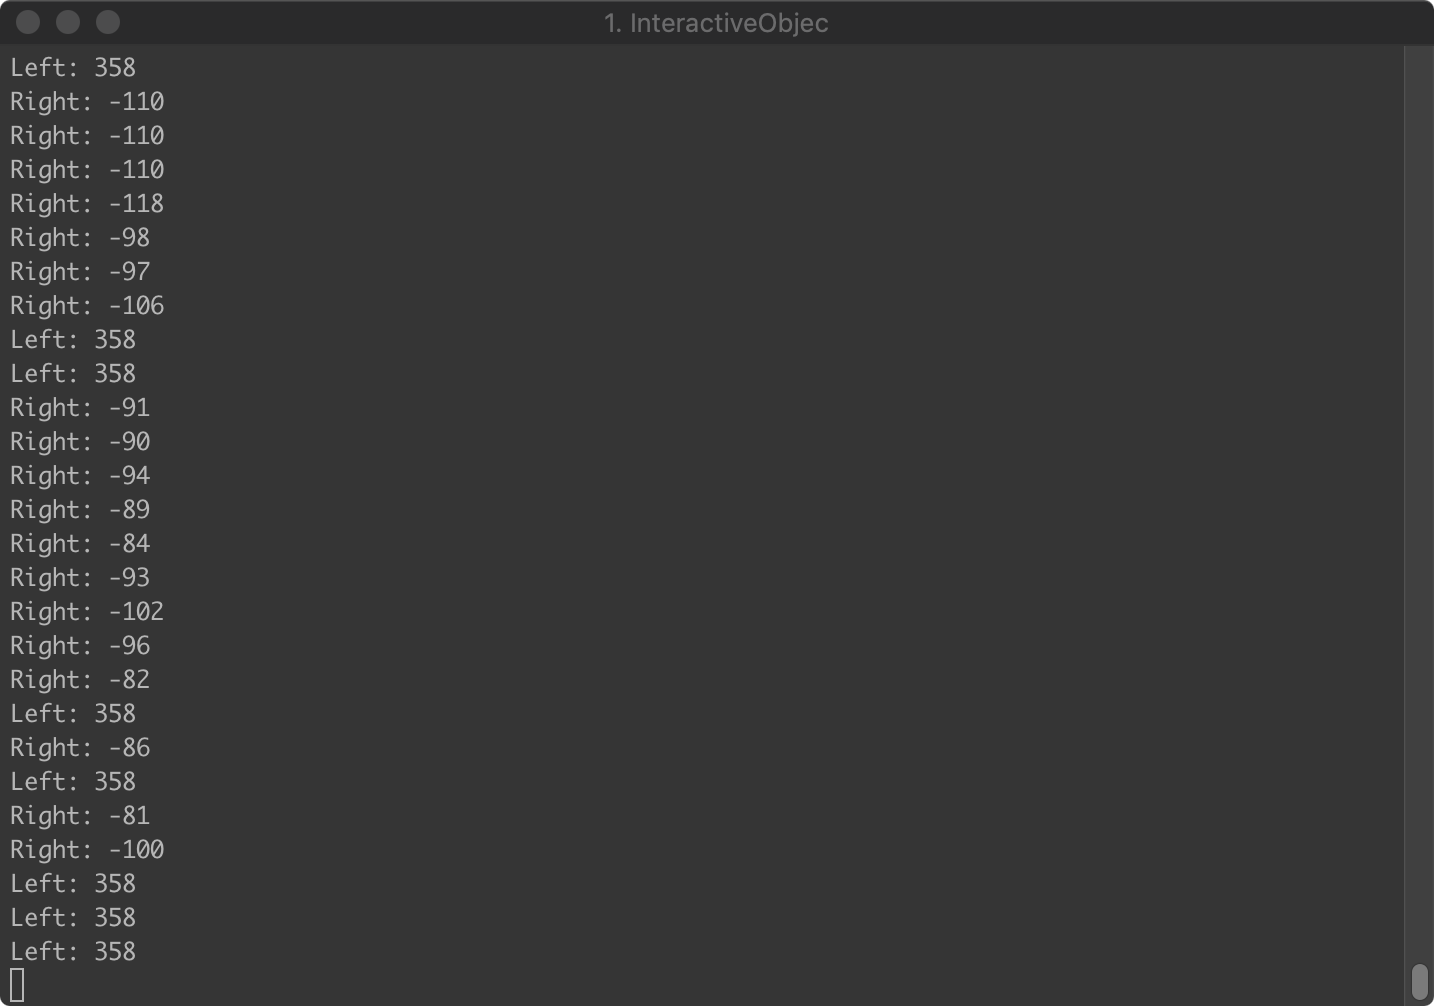 1. InteractiveObjec
Left: 358
Right: -110
Right: -110
Right: -110
Right: -118
Right: -98
Right: -97
Right: -106
Left: 358
Left: 358
Right: -91
Right: -90
Right: -94
Right: -89
Right: -84
Right: -93
Right: -102
Right: -96
Right: -82
Left: 358
Right: -86
Left: 358
Right: -81
Right: -100
Left: 358
Left: 358
Left: 358